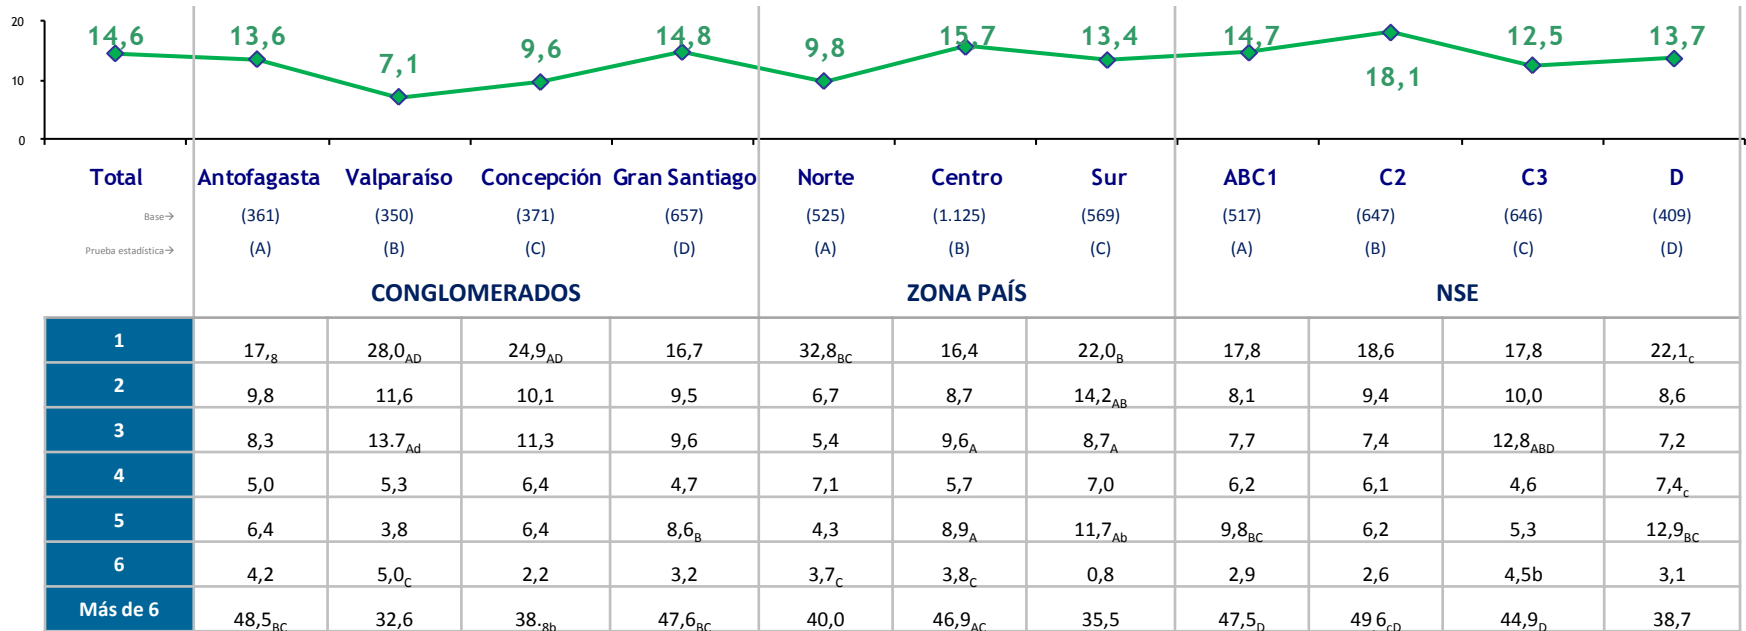 20
10
0
14,6 13,6 7,1 9,6 14,8 9,8 15,7 13,4 14,7 18,1 12,5 13,7
Total Antofagasta Valparaíso Concepción Gran Santiago Norte Centro Sur ABC1 C2 C3 D
Base→ (361) (350) (371) (657) (525) (1.125) (569) (517) (647) (646) (409)
Prueba estadística→ (A) (B) (C) (D) (A) (B) (C) (A) (B) (C) (D)
CONGLOMERADOS ZONA PAÍS NSE
1 17,8 28,0AD 24,9AD 16,7 32,8BC 16,4 22,0B 17,8 18,6 17,8 22,1c
2 9,8 11,6 10,1 9,5 6,7 8,7 14,2AB 8,1 9,4 10,0 8,6
3 8,3 13.7Ad 11,3 9,6 5,4 9,6A 8,7A 7,7 7,4 12,8ABD 7,2
4 5,0 5,3 6,4 4,7 7,1 5,7 7,0 6,2 6,1 4,6 7,4c
5 6,4 3,8 6,4 8,6B 4,3 8,9A 11,7Ab 9,8BC 6,2 5,3 12,9BC
6 4,2 5,0C 2,2 3,2 3,7C 3,8C 0,8 2,9 2,6 4,5b 3,1
Más de 6 48,5BC 32,6 38.8b 47,6BC 40,0 46,9AC 35,5 47,5D 49 6cD 44,9D 38,7